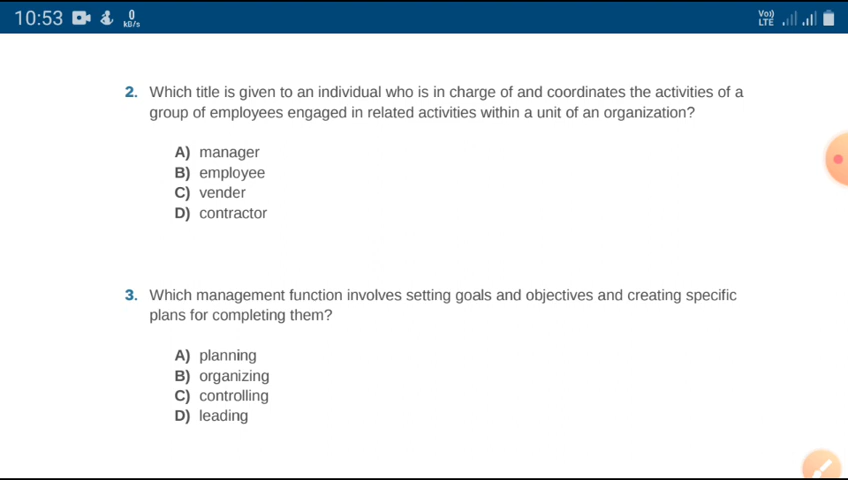 10:53 0 kB/s Vo)) LTE
2. Which title is given to an individual who is in charge of and coordinates the activities of a
group of employees engaged in related activities within a unit of an organization?
A) manager
B) employee
C) vender
D) contractor
3. Which management function involves setting goals and objectives and creating specific
plans for completing them?
A) planning
B) organizing
C) controlling
D) leading